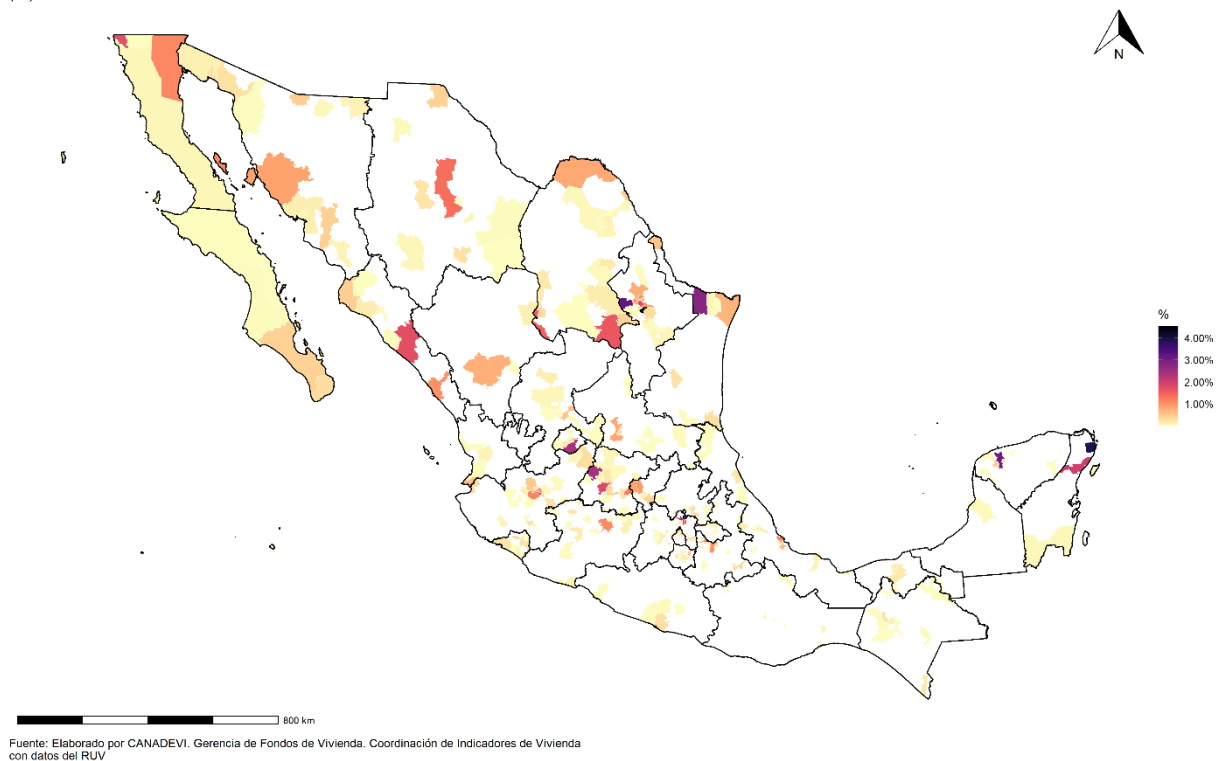 N
%
4.00%
3.00%
2.00%
1.00%
800 km
Fuente: Elaborado por CANADEVI. Gerencia de Fondos de Vivienda. Coordinación de Indicadores de Vivienda
con datos del RUV